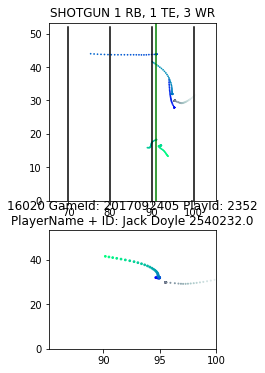 SHOTGUN 1 RB, 1 TE, 3 WR
50
40
30
20
10
0
70 80 90 100
16020 GameId: 2017092405 PlayId: 2352
PlayerName + ID: Jack Doyle 2540232.0
40
20
0
90 95 100